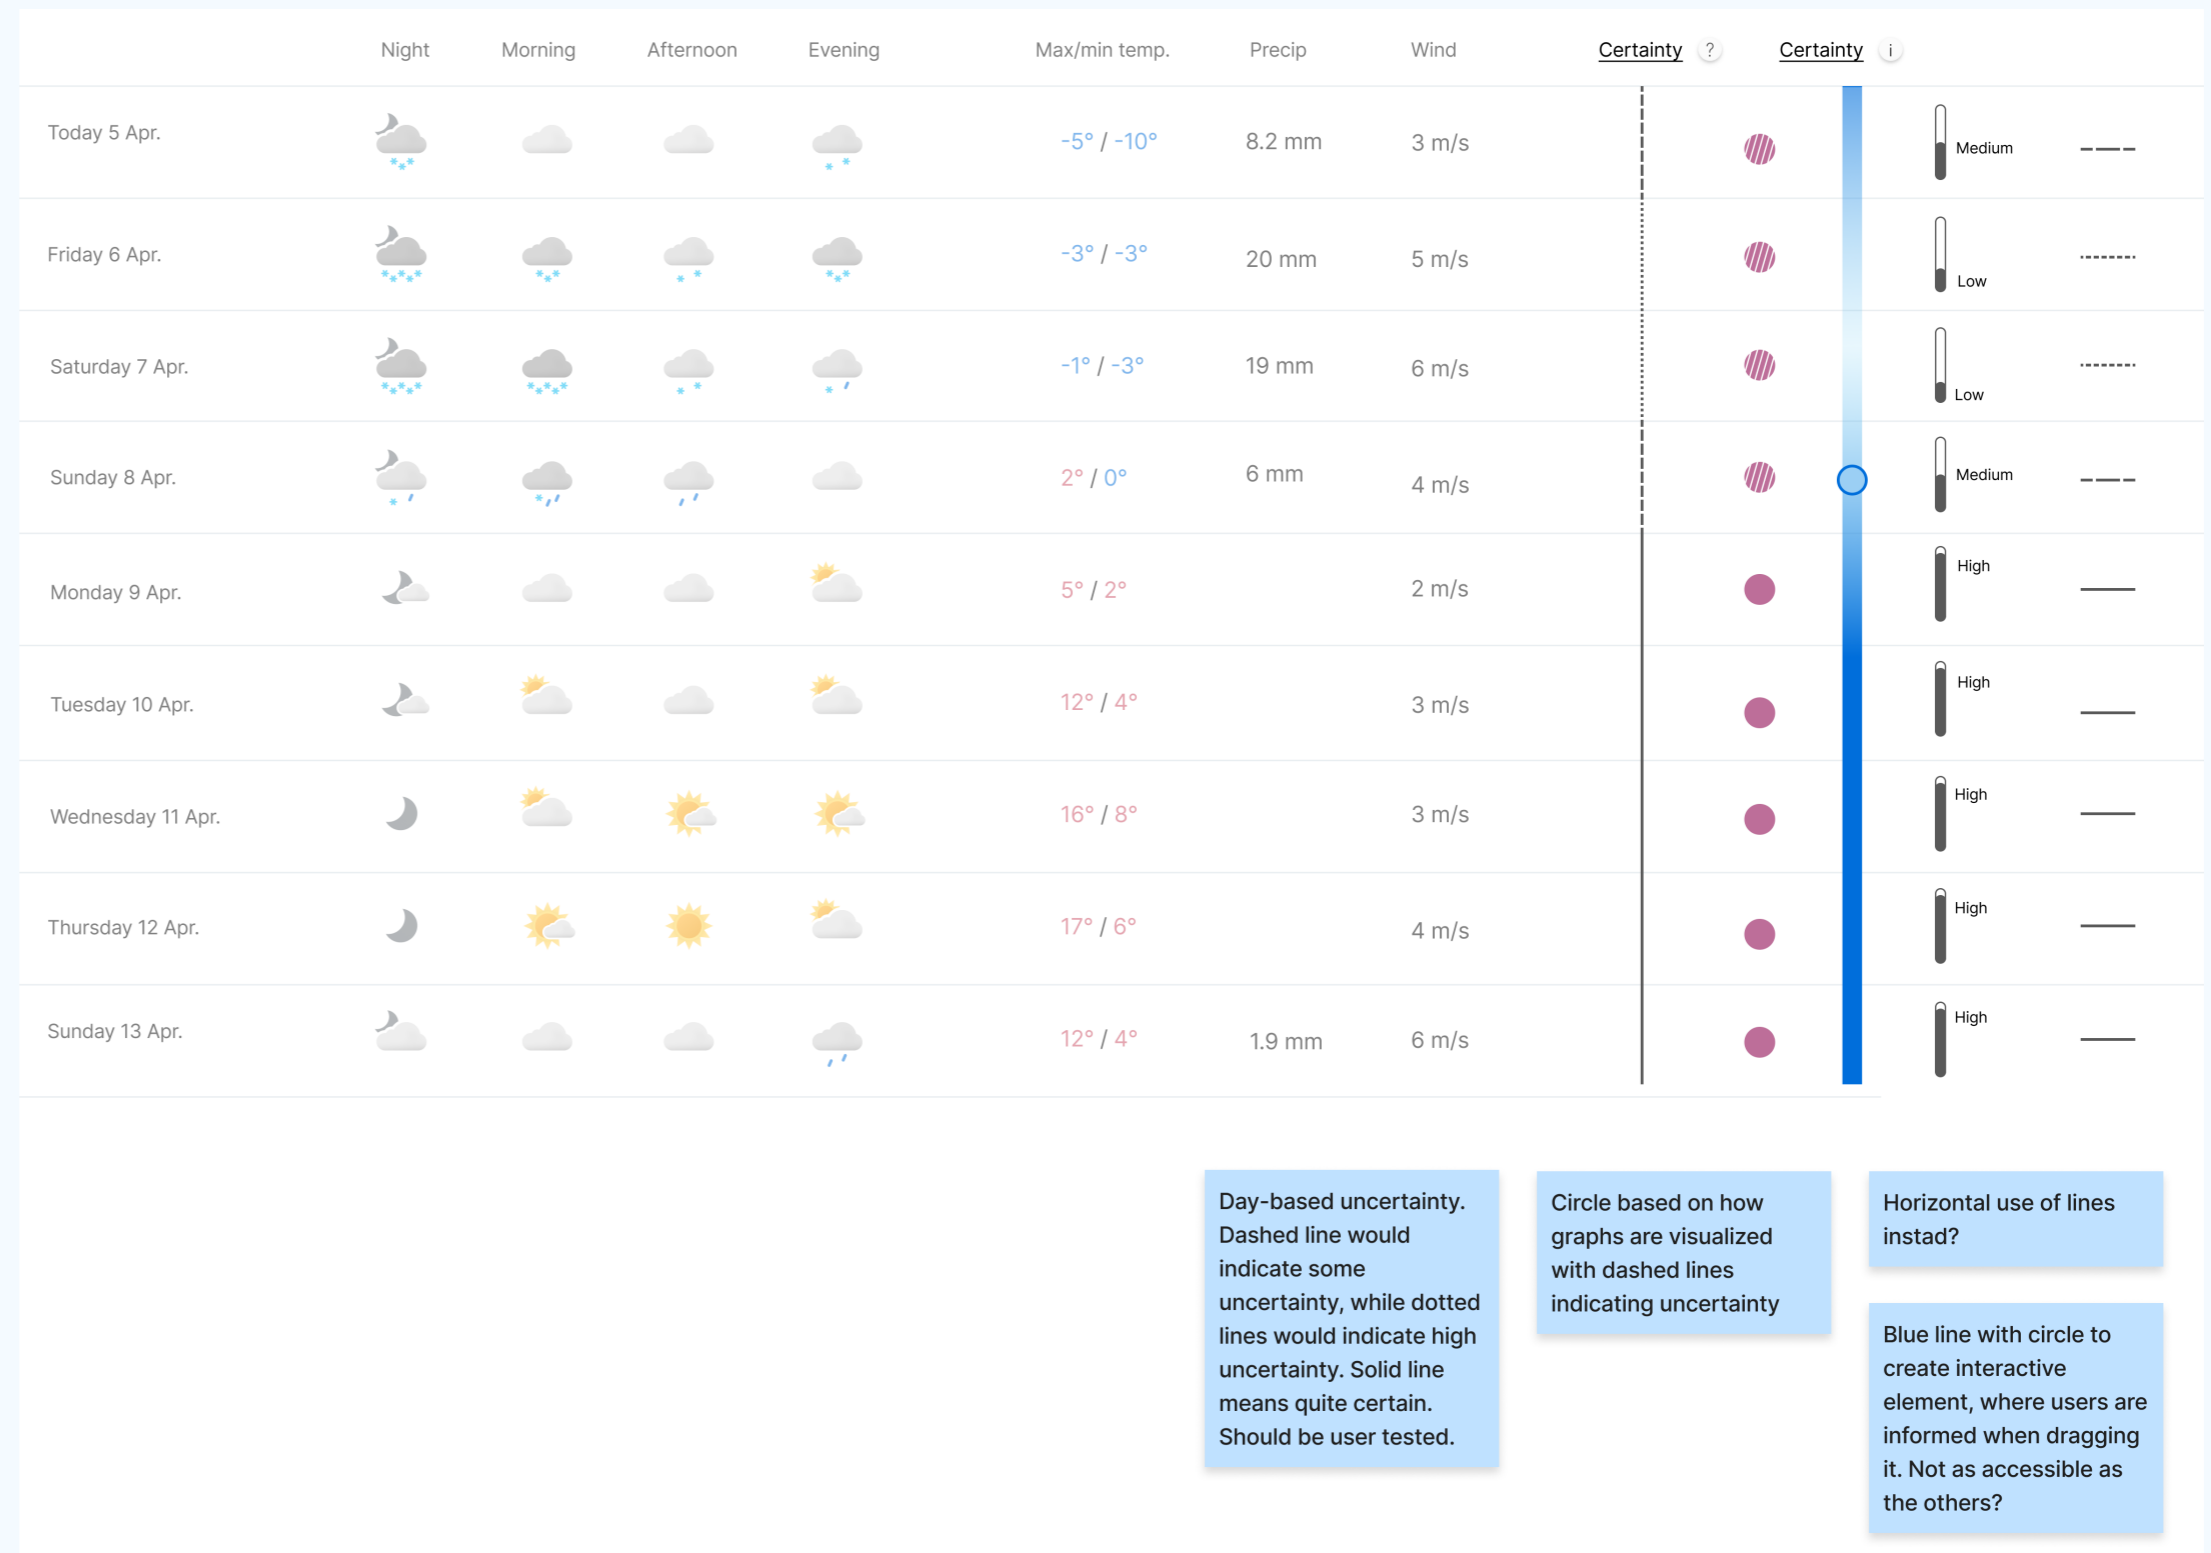 Night Morning Afternoon Evening Max/min temp. Precip Wind Certainty ? Certainty i
Today 5 Apr. -5° / -10° 8.2 mm 3 m/s Medium
Friday 6 Apr. -3° / -3° 20 mm 5 m/s Low
Saturday 7 Apr. -1° / -3° 19 mm 6 m/s Low
Sunday 8 Apr. 2° / 0° 6 mm 4 m/s Medium
Monday 9 Apr. 5° / 2° 2 m/s High
Tuesday 10 Apr. 12° / 4° 3 m/s High
Wednesday 11 Apr. 16° / 8° 3 m/s High
Thursday 12 Apr. 17° / 6° 4 m/s High
Sunday 13 Apr. 12° / 4° 1.9 mm 6 m/s High
Day-based uncertainty.
Dashed line would
indicate some
uncertainty, while dotted
lines would indicate high
uncertainty. Solid line
means quite certain.
Should be user tested.
Circle based on how
graphs are visualized
with dashed lines
indicating uncertainty
Horizontal use of lines
instad?
Blue line with circle to
create interactive
element, where users are
informed when dragging
it. Not as accessible as
the others?